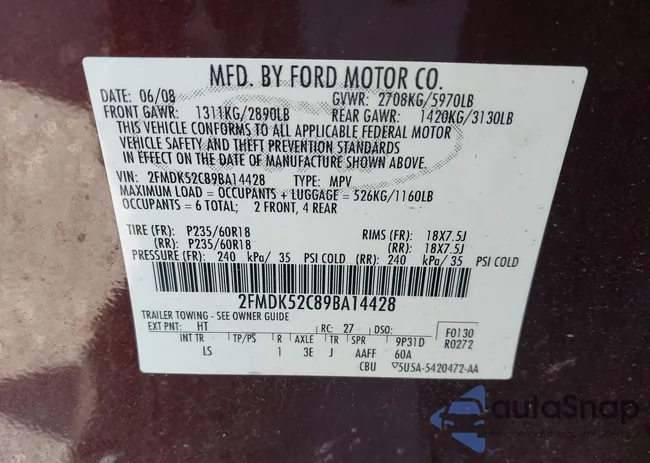 MFD. BY FORD MOTOR CO.
DATE: 06/08 GVWR: 2708KG/5970LB
FRONT GAWR: 1311KG/2890LB REAR GAWR: 1420KG/3130LB
THIS VEHICLE CONFORMS TO ALL APPLICABLE FEDERAL MOTOR
VEHICLE SAFETY AND THEFT PREVENTION STANDARDS
IN EFFECT ON THE DATE OF MANUFACTURE SHOWN ABOVE.
VIN: 2FMDK52C89BA14428 TYPE: MPV
MAXIMUM LOAD = OCCUPANTS + LUGGAGE = 526KG/1160LB
OCCUPANTS = 6 TOTAL; 2 FRONT, 4 REAR
TIRE (FR): P235/60R18 RIMS (FR): 18X7.5J
(RR): P235/60R18 (RR): 18X7.5J
PRESSURE (FR): 240 kPa/ 35 PSI COLD (RR): 240 kPa/ 35 PSI COLD
2FMDK52C89BA14428
TRAILER TOWING - SEE OWNER GUIDE
EXT PNT: HT RC: 27 DSO: F0130
INT TR TP/PS R AXLE TR SPR 9P31D R0272
LS 1 3E J AAFF 60A
CBU 5U5A-5420472-AA
autoSnap